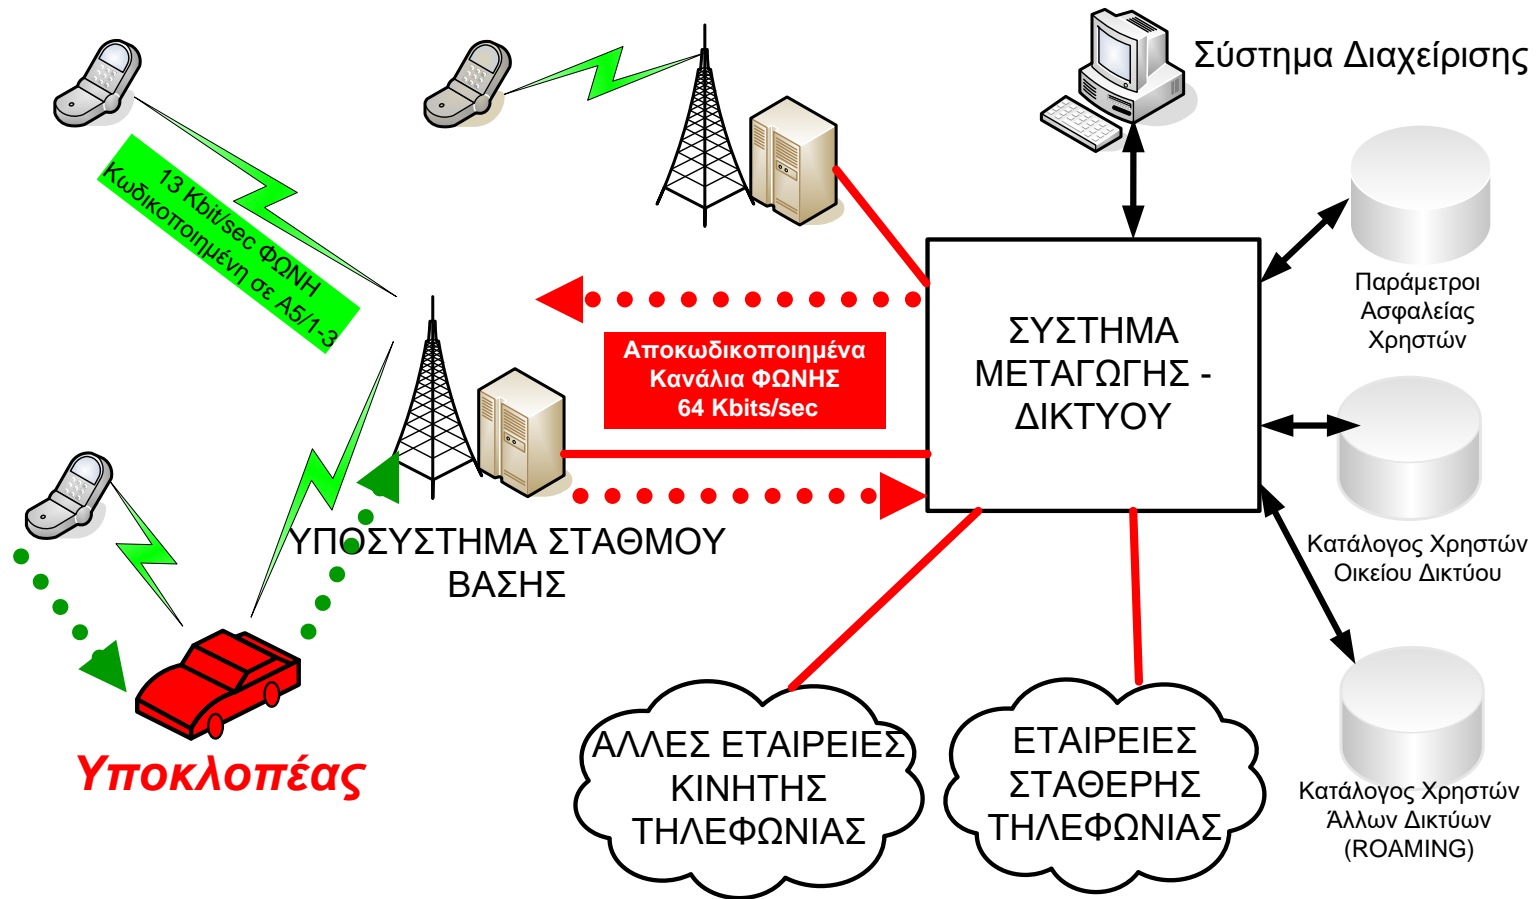 Σύστημα Διαχείρισης
13 Kbit/sec ΦΩΝΗ
Κωδικοποιημένη σε A5/1-3
Παράμετροι
Ασφαλείας
Χρηστών
ΣΥΣΤΗΜΑ
ΜΕΤΑΓΩΓΗΣ -
ΔΙΚΤΥΟΥ
Αποκωδικοποιημένα
Κανάλια ΦΩΝΗΣ
64 Kbits/sec
ΥΠΟΣΥΣΤΗΜΑ ΣΤΑΘΜΟΥ
ΒΑΣΗΣ
Κατάλογος Χρηστών
Οικείου Δικτύου
Υποκλοπέας
ΑΛΛΕΣ ΕΤΑΙΡΕΙΕΣ
ΚΙΝΗΤΗΣ
ΤΗΛΕΦΩΝΙΑΣ
ΕΤΑΙΡΕΙΕΣ
ΣΤΑΘΕΡΗΣ
ΤΗΛΕΦΩΝΙΑΣ
Κατάλογος Χρηστών
Άλλων Δικτύων
(ROAMING)